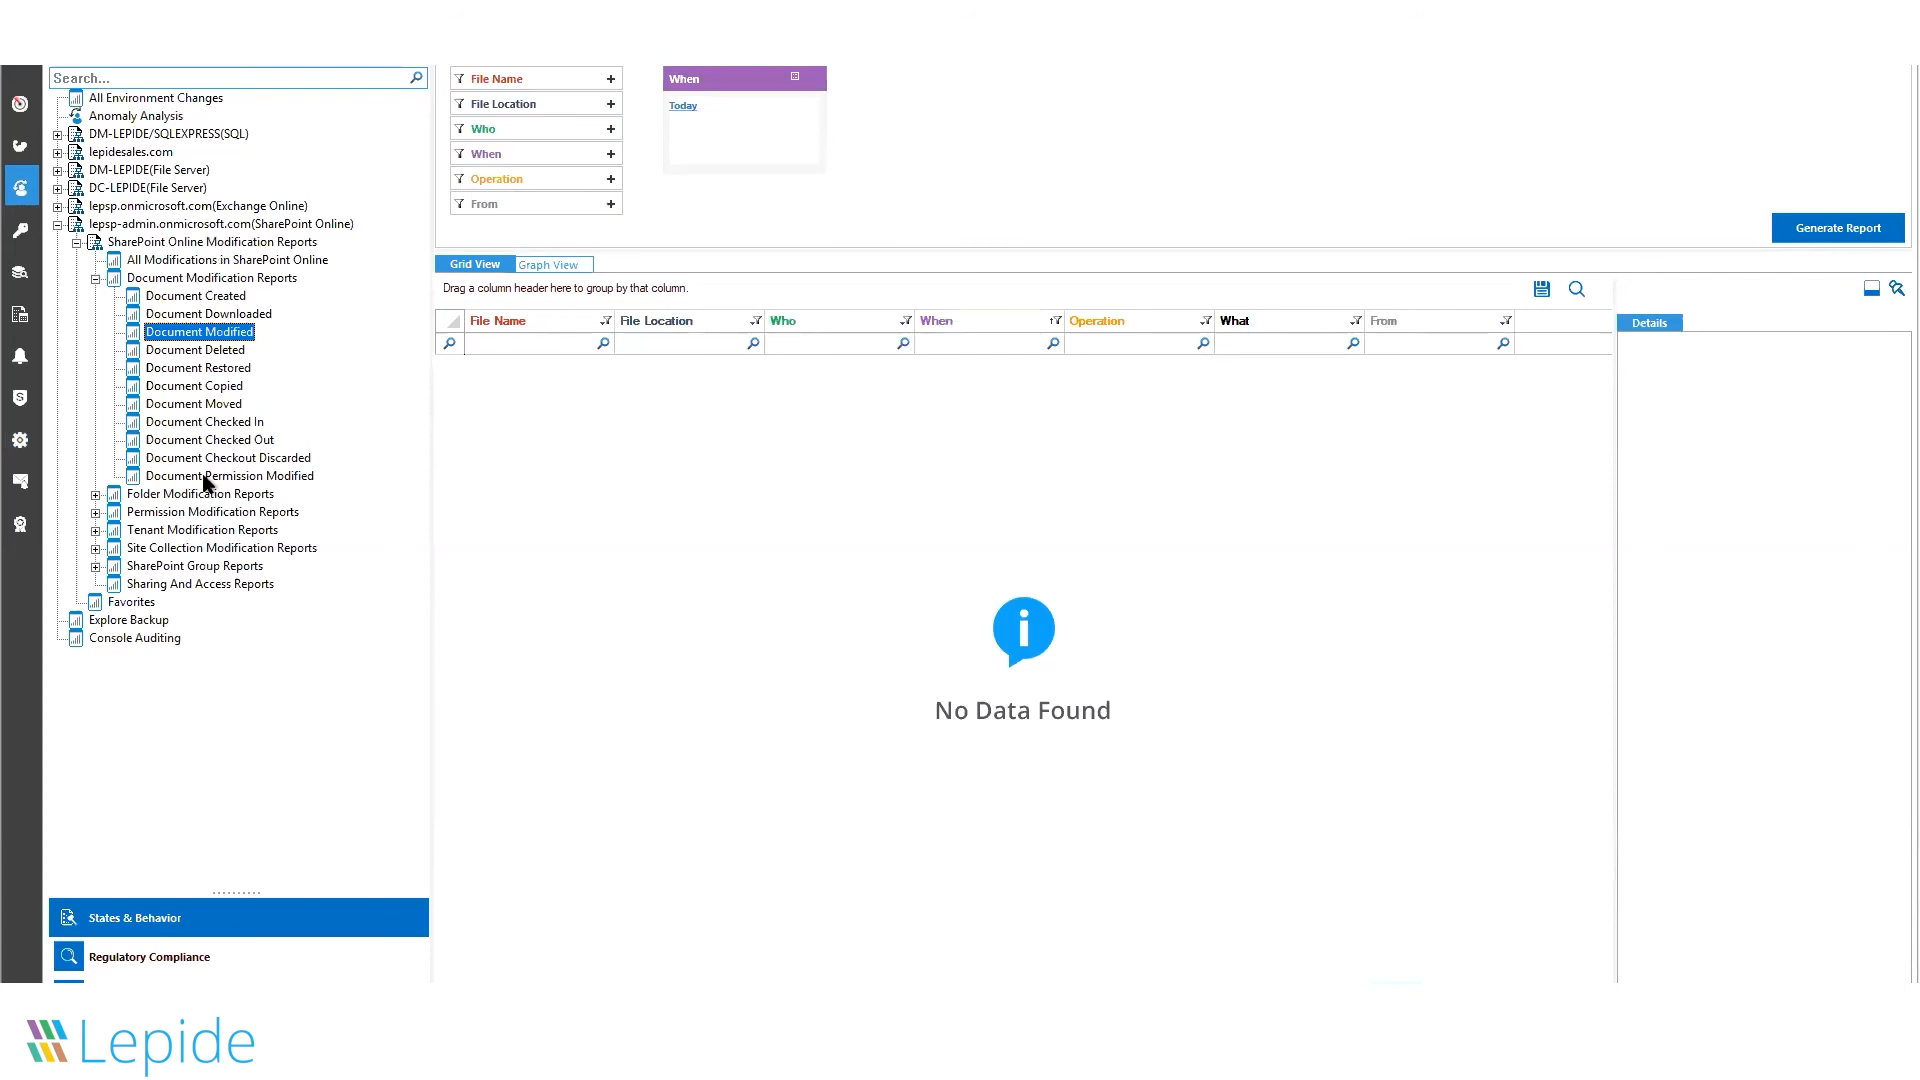 Search...
All Environment Changes
Anomaly Analysis
DM-LEPIDE/SQLEXPRESS(SQL)
lepidesales.com
DM-LEPIDE(File Server)
DC-LEPIDE(File Server)
lepsp.onmicrosoft.com(Exchange Online)
lepsp-admin.onmicrosoft.com(SharePoint Online)
SharePoint Online Modification Reports
All Modifications in SharePoint Online
Document Modification Reports
Document Created
Document Downloaded
Document Modified
Document Deleted
Document Restored
Document Copied
Document Moved
Document Checked In
Document Checked Out
Document Checkout Discarded
Document Permission Modified
Folder Modification Reports
Permission Modification Reports
Tenant Modification Reports
Site Collection Modification Reports
SharePoint Group Reports
Sharing And Access Reports
Favorites
Explore Backup
Console Auditing
States & Behavior
Regulatory Compliance
File Name +
File Location +
Who +
When +
Operation +
From +
When
Today
Generate Report
Grid View Graph View
Drag a column header here to group by that column.
File Name File Location Who When Operation What From
No Data Found
Details
Lepide